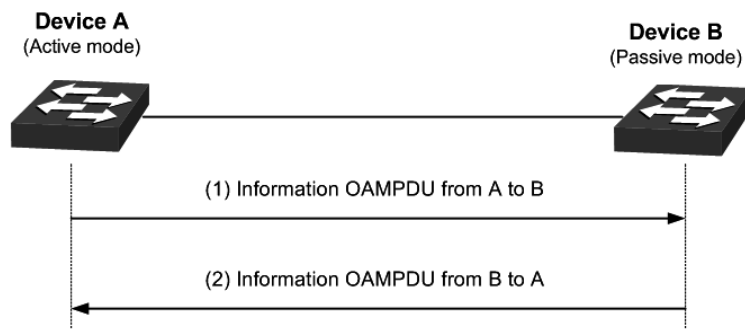 Device A
(Active mode)
Device B
(Passive mode)
(1) Information OAMPDU from A to B
(2) Information OAMPDU from B to A